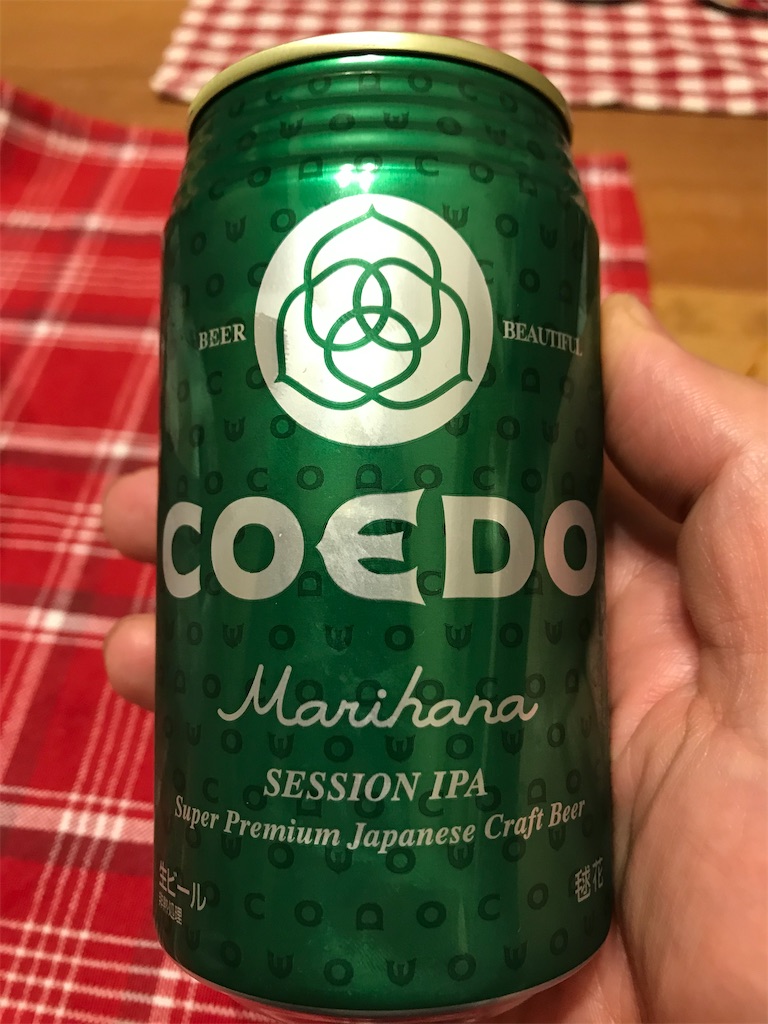 BEER
BEAUTIFUL
COEDO
Marihana
SESSION IPA
Super Premium Japanese Craft Beer
生ビール
毬花